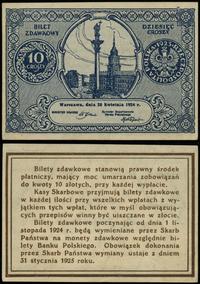 BILET
ZDAWKOWY
DZIESIĘĆ
GROSZY
10
GROSZY
Warszawa, dnia 28 kwietnia 1924 r.
Bilety zdawkowe stanowią prawny środek
płatniczy, mający moc umarzania zobowiązań
do kwoty 10 złotych, przy każdej wypłacie.
Kasy Skarbowe przyjmują bilety zdawkowe
w każdej ilości przy wszelkich wpłatach z wy-
jątkiem tych wpłat, które w myśl obowiązują-
cych przepisów winny być uiszczane w złocie.
Bilety zdawkowe począwszy od dnia 1 li-
stopada 1924 r. będą wymieniane przez Skarb
Państwa na monety zdawkowe względnie bi-
lety Banku Polskiego. Obowiązek dokonania
przez Skarb Państwa wymiany ustaje z dniem
31 stycznia 1925 roku.